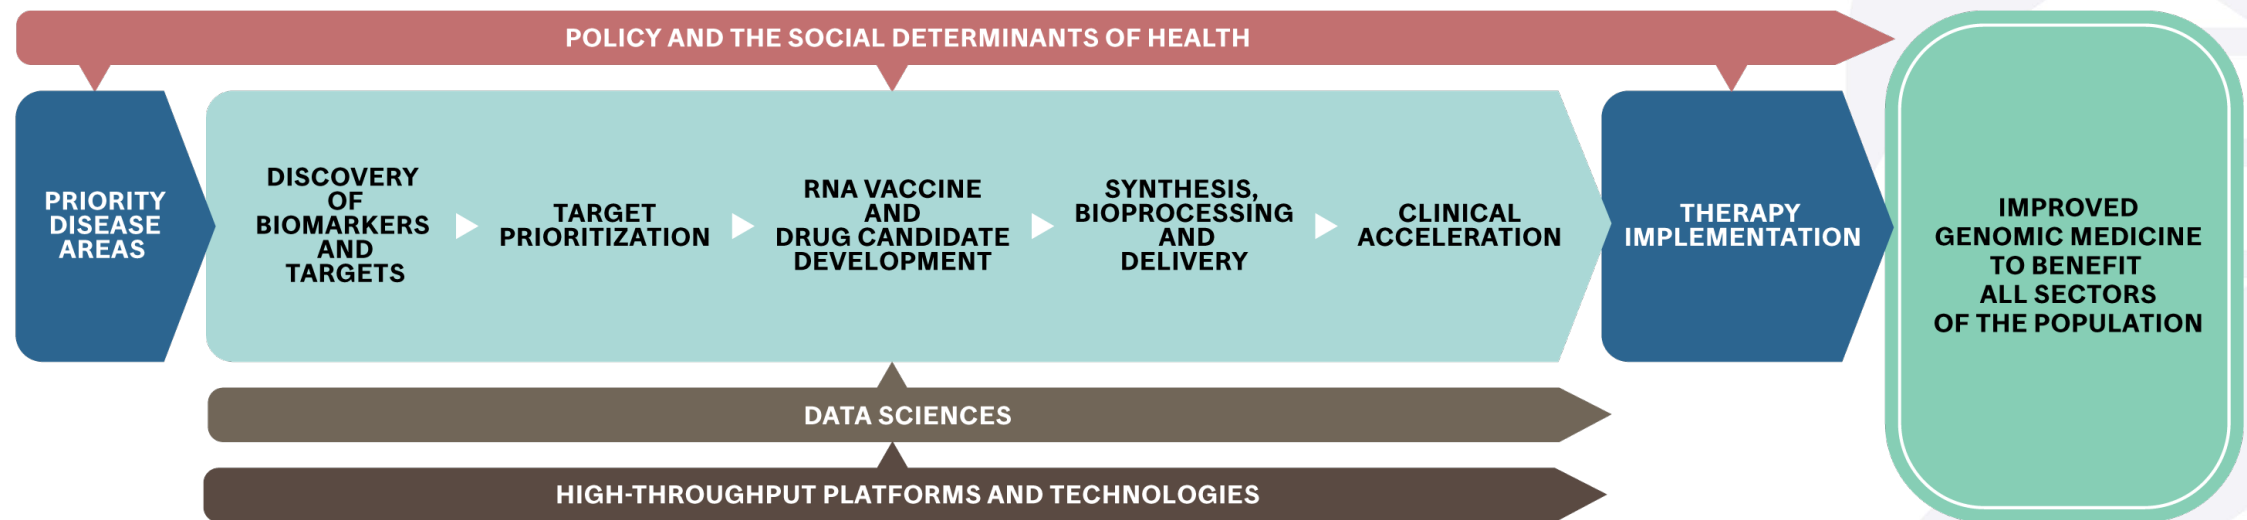 POLICY AND THE SOCIAL DETERMINANTS OF HEALTH
PRIORITY
DISEASE
AREAS
DISCOVERY
OF
BIOMARKERS
AND
TARGETS
TARGET
PRIORITIZATION
RNA VACCINE
AND
DRUG CANDIDATE
DEVELOPMENT
SYNTHESIS,
BIOPROCESSING
AND
DELIVERY
CLINICAL
ACCELERATION
THERAPY
IMPLEMENTATION
IMPROVED
GENOMIC MEDICINE
TO BENEFIT
ALL SECTORS
OF THE POPULATION
DATA SCIENCES
HIGH-THROUGHPUT PLATFORMS AND TECHNOLOGIES